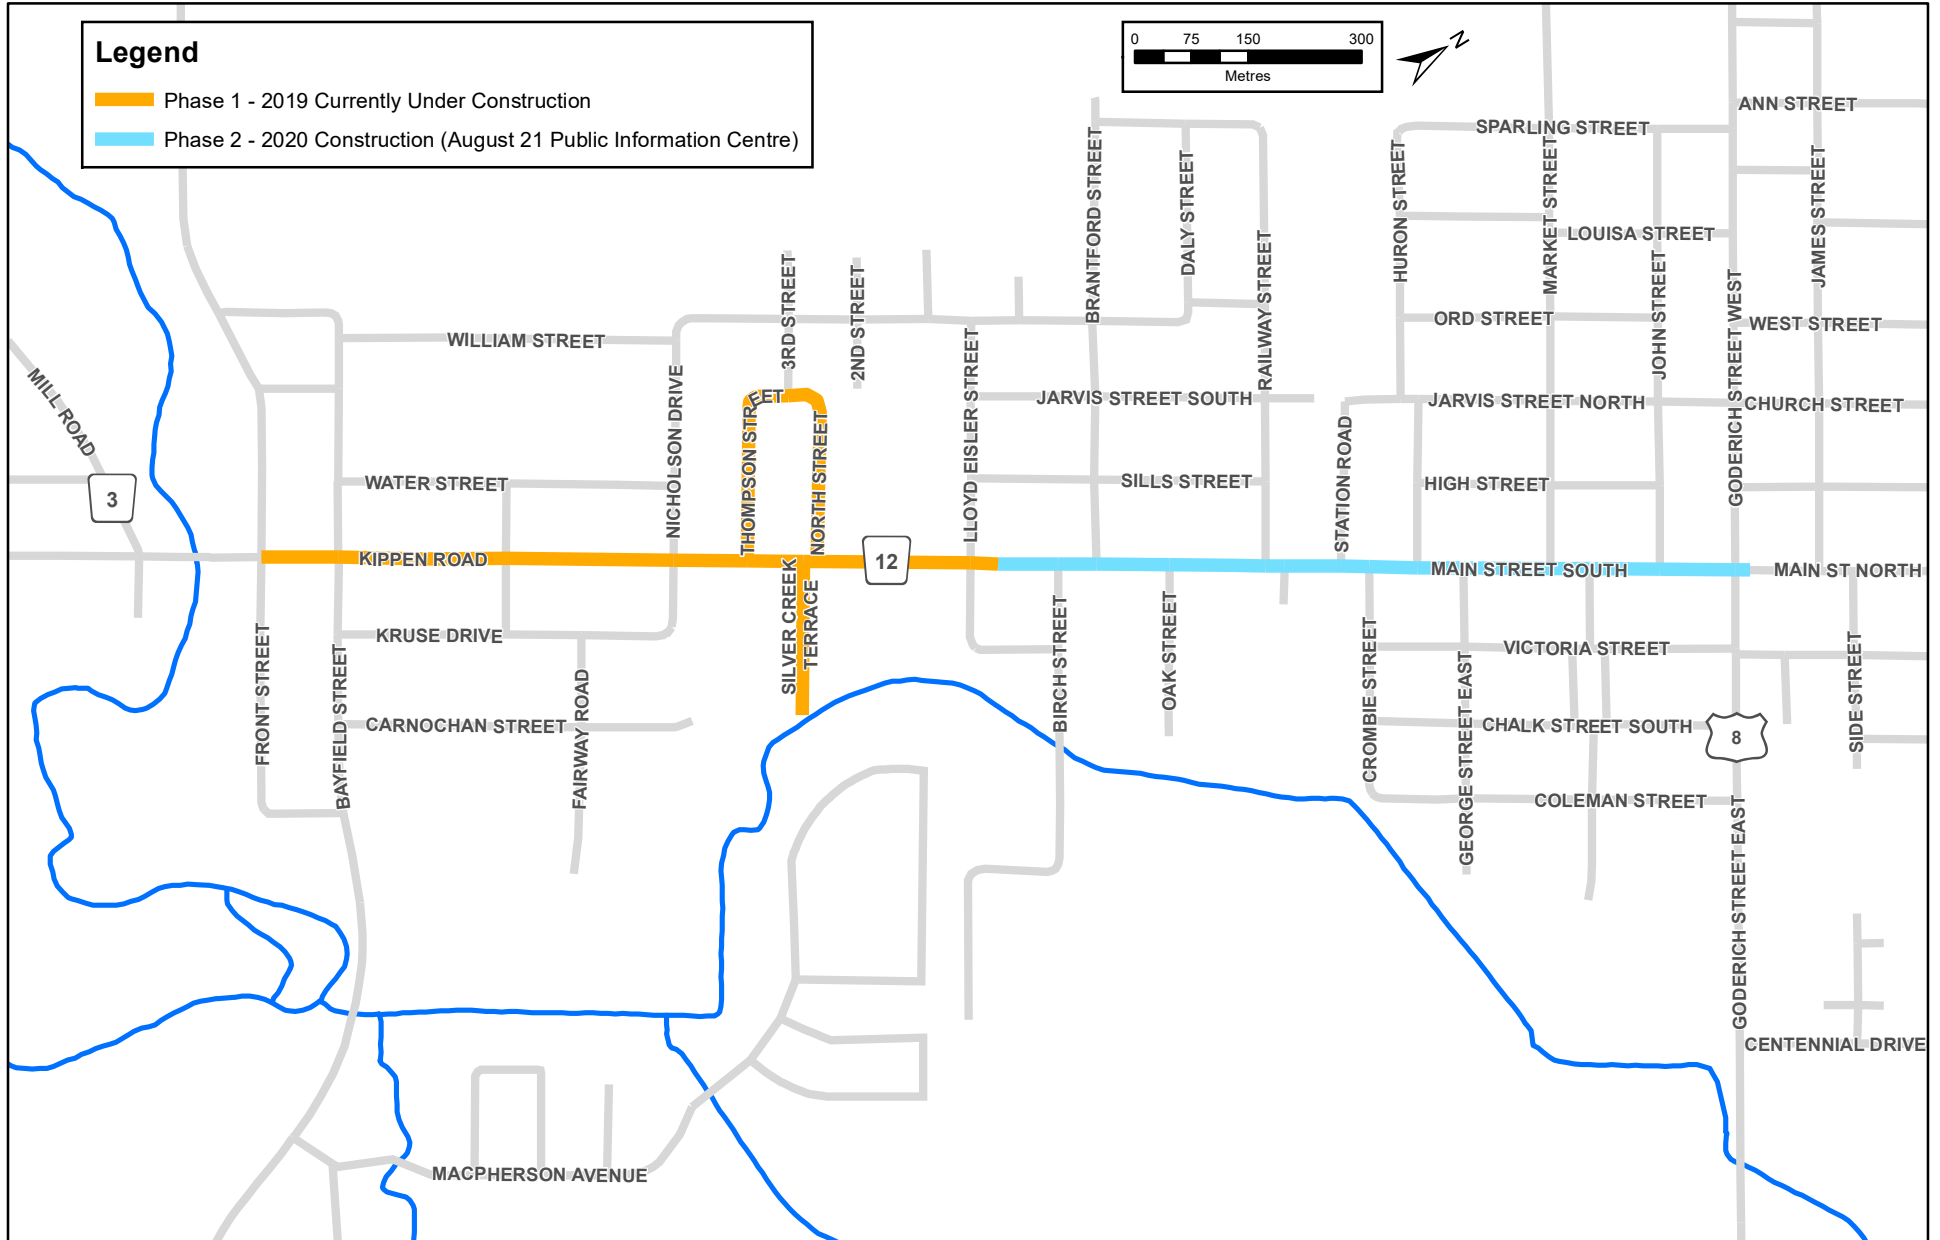 Legend
Phase 1 - 2019 Currently Under Construction
Phase 2 - 2020 Construction (August 21 Public Information Centre)
0 75 150 300
Metres
N
ANN STREET
SPARLING STREET
BRANTFORD STREET
DALY STREET
HURON STREET
MARKET STREET
JAMES STREET
LOUISA STREET
RAILWAY STREET
JOHN STREET
3RD STREET
2ND STREET
GODERICH STREET WEST
ORD STREET
WEST STREET
WILLIAM STREET
LLOYD EISLER STREET
MILL ROAD
NICHOLSON DRIVE
THOMPSON STREET
NORTH STREET
JARVIS STREET SOUTH
STATION ROAD
JARVIS STREET NORTH
CHURCH STREET
3
WATER STREET
SILLS STREET
HIGH STREET
KIPPEN ROAD
12
MAIN STREET SOUTH
MAIN ST NORTH
SILVER CREEK
TERRACE
FRONT STREET
BAYFIELD STREET
KRUSE DRIVE
FAIRWAY ROAD
BIRCH STREET
OAK STREET
CROMBIE STREET
GEORGE STREET EAST
VICTORIA STREET
SIDE STREET
CARNOCHAN STREET
CHALK STREET SOUTH
8
COLEMAN STREET
GODERICH STREET EAST
CENTENNIAL DRIVE
MACPHERSON AVENUE